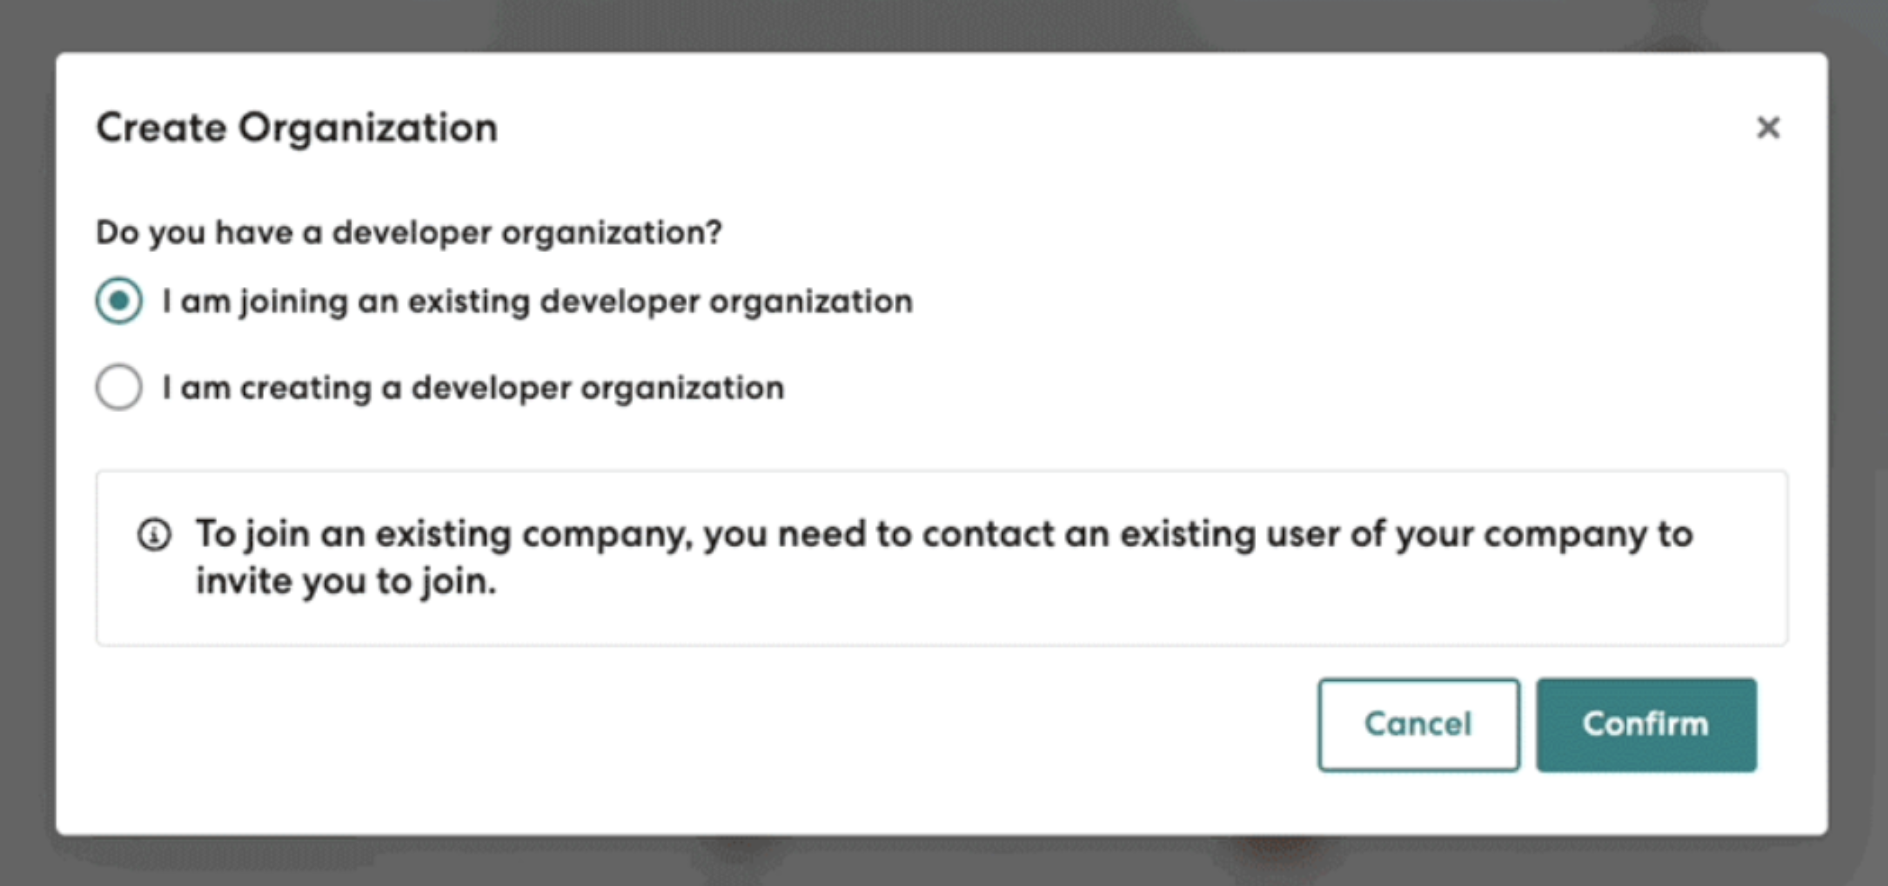 Create Organization
Do you have a developer organization?
I am joining an existing developer organization
I am creating a developer organization
To join an existing company, you need to contact an existing user of your company to
invite you to join.
Cancel
Confirm